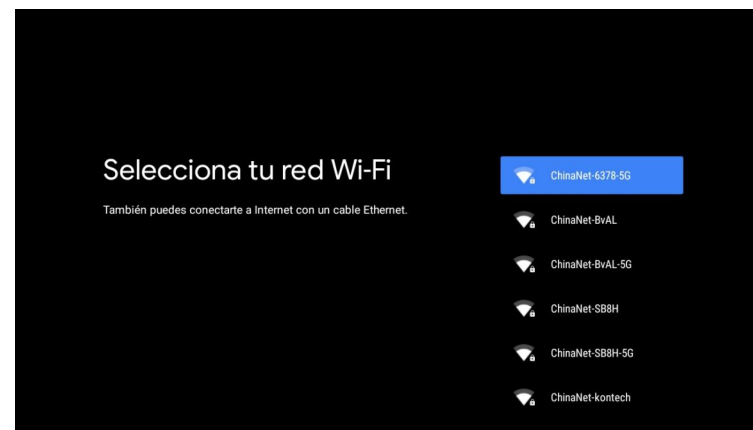 Selecciona tu red Wi-Fi
También puedes conectarte a Internet con un cable Ethernet.
ChinaNet-6378-5G
ChinaNet-BvAL
ChinaNet-BvAL-5G
ChinaNet-SB8H
ChinaNet-SB8H-5G
ChinaNet-kontech